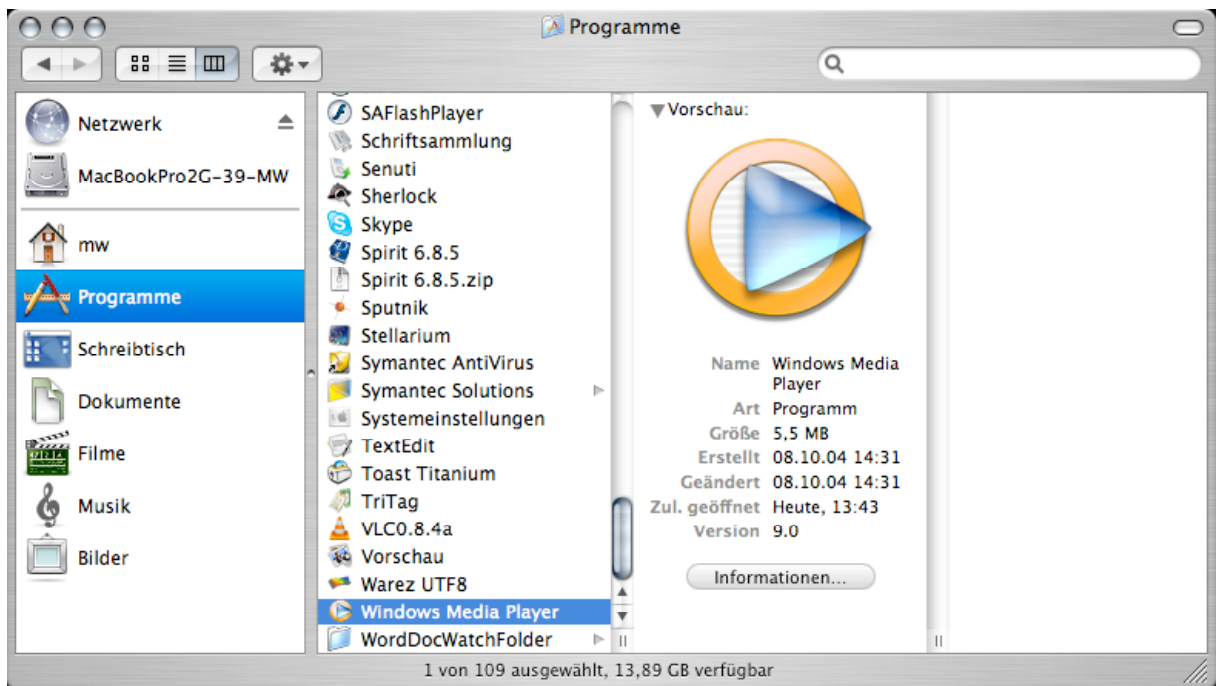 Programme
Netzwerk
MacBookPro2G-39-MW
mw
Programme
Schreibtisch
Dokumente
Filme
Musik
Bilder
SAFlashPlayer
Schriftsammlung
Senuti
Sherlock
Skype
Spirit 6.8.5
Spirit 6.8.5.zip
Sputnik
Stellarium
Symantec AntiVirus
Symantec Solutions
Systemeinstellungen
TextEdit
Toast Titanium
TriTag
VLC0.8.4a
Vorschau
Warez UTF8
Windows Media Player
WordDocWatchFolder
Vorschau:
Name Windows Media
Player
Art Programm
Größe 5,5 MB
Erstellt 08.10.04 14:31
Geändert 08.10.04 14:31
Zul. geöffnet Heute, 13:43
Version 9.0
Informationen...
1 von 109 ausgewählt, 13,89 GB verfügbar